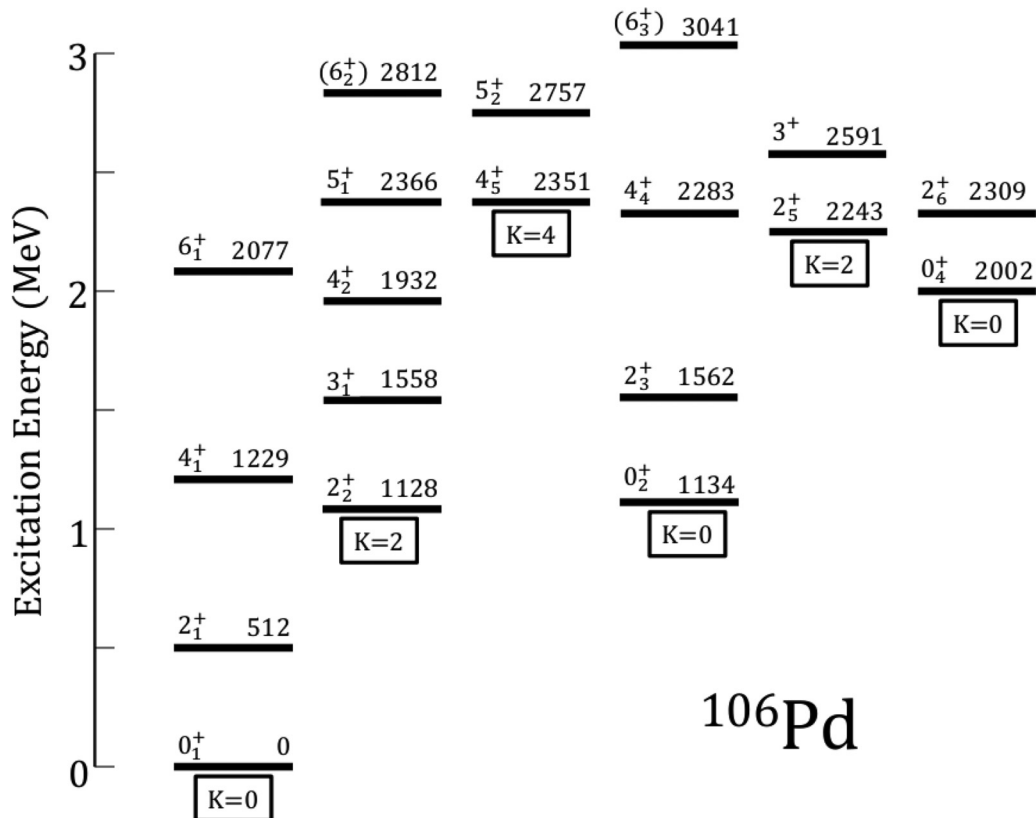 (6₃⁺) 3041
3
(6₂⁺) 2812
5₂⁺ 2757
3⁺ 2591
5₁⁺ 2366
4₅⁺ 2351
4₄⁺ 2283
2₅⁺ 2243
2₆⁺ 2309
K=4
K=2
6₁⁺ 2077
4₂⁺ 1932
0₄⁺ 2002
2
K=0
3₁⁺ 1558
2₃⁺ 1562
4₁⁺ 1229
2₂⁺ 1128
0₂⁺ 1134
1
K=2
K=0
2₁⁺ 512
0₁⁺ 0
0
K=0
Excitation Energy (MeV)
¹⁰⁶Pd